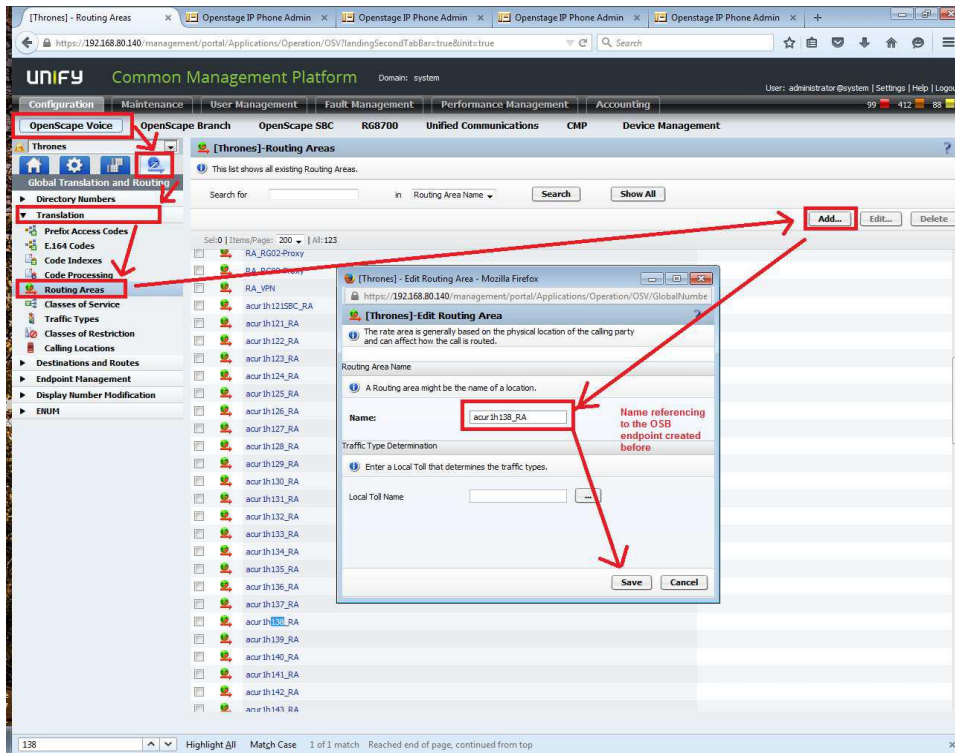 [Thrones] - Routing Areas
Openstage IP Phone Admin
Openstage IP Phone Admin
Openstage IP Phone Admin
Openstage IP Phone Admin
https://192.168.80.140/management/portal/Applications/Operation/OSV?landingSecondTabBar=true&init=true
Search
UNIFY Common Management Platform Domain: system
User: administrator@system | Settings | Help | Logou
Configuration Maintenance User Management Fault Management Performance Management Accounting 99 412 88
OpenScape Voice OpenScape Branch OpenScape SBC RG8700 Unified Communications CMP Device Management
Thrones
Global Translation and Routing
Directory Numbers
Translation
Prefix Access Codes
E.164 Codes
Code Indexes
Code Processing
Routing Areas
Classes of Service
Traffic Types
Classes of Restriction
Calling Locations
Destinations and Routes
Endpoint Management
Display Number Modification
ENUM
[Thrones]-Routing Areas ?
This list shows all existing Routing Areas.
Search for in Routing Area Name Search Show All
Add... Edit... Delete
Sel:0 | Items/Page: 200 | All:123
RA_RG02-Proxy
RA_VPN
acur1h121SBC_RA
acur1h121_RA
acur1h122_RA
acur1h123_RA
acur1h124_RA
acur1h125_RA
acur1h126_RA
acur1h127_RA
acur1h128_RA
acur1h129_RA
acur1h130_RA
acur1h131_RA
acur1h132_RA
acur1h133_RA
acur1h134_RA
acur1h135_RA
acur1h136_RA
acur1h137_RA
acur1h138_RA
acur1h139_RA
acur1h140_RA
acur1h141_RA
acur1h142_RA
acur1h143_RA
[Thrones] - Edit Routing Area - Mozilla Firefox
https://192.168.80.140/management/portal/Applications/Operation/OSV/GlobalNumbe
[Thrones]-Edit Routing Area ?
The rate area is generally based on the physical location of the calling party
and can affect how the call is routed.
Routing Area Name
A Routing area might be the name of a location.
Name: acur1h138_RA
Name referencing
to the OSB
endpoint created
before
Traffic Type Determination
Enter a Local Toll that determines the traffic types.
Local Toll Name ...
Save Cancel
138 Highlight All Match Case 1 of 1 match Reached end of page, continued from top